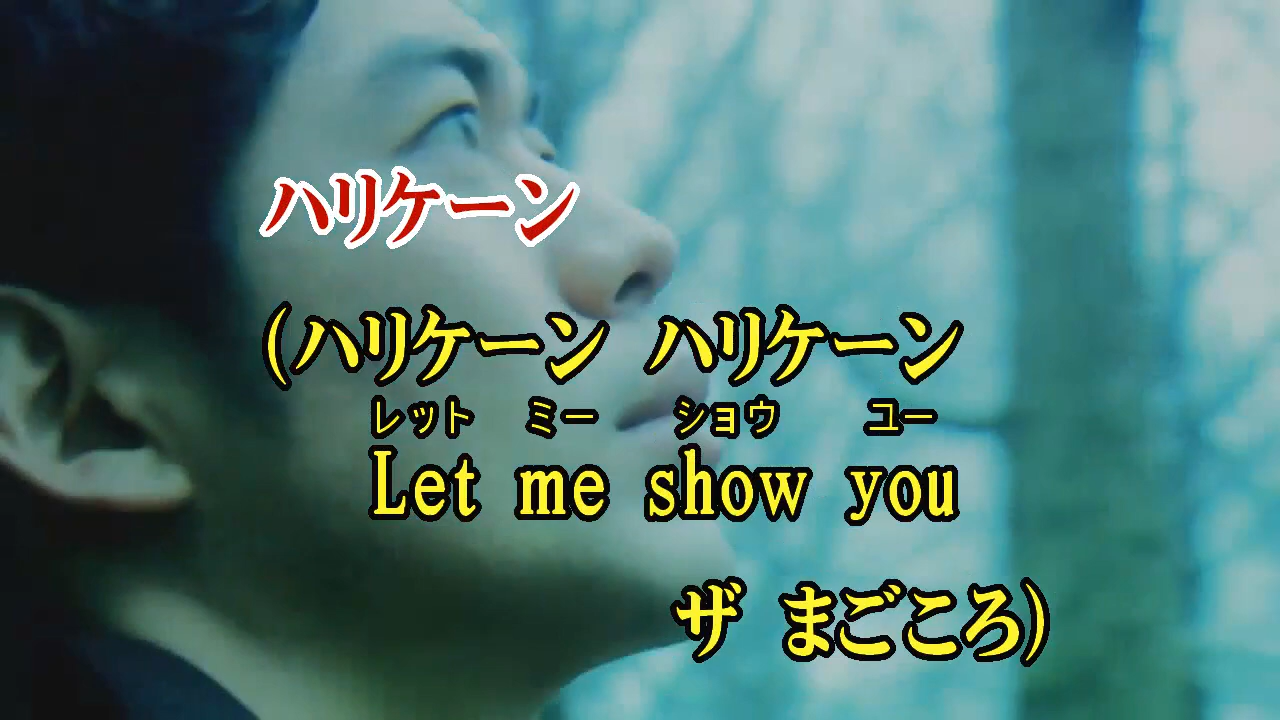 ハリケーン
(ハリケーン ハリケーン
レット ミー ショウ ユー
Let me show you
ザ まごころ)